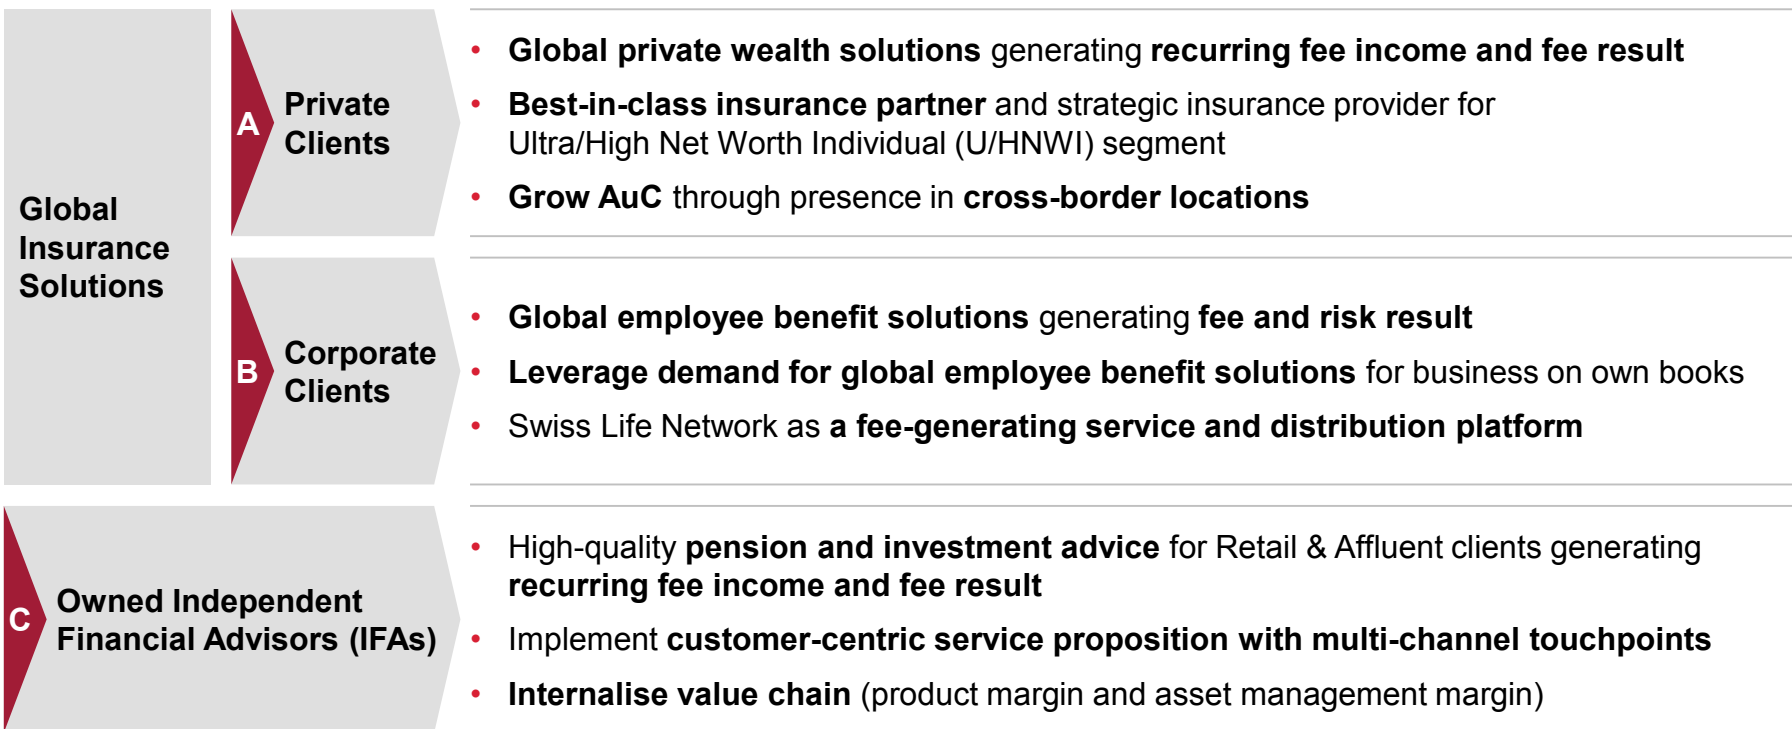 Global
Insurance
Solutions
A
Private
Clients
• Global private wealth solutions generating recurring fee income and fee result
• Best-in-class insurance partner and strategic insurance provider for
Ultra/High Net Worth Individual (U/HNWI) segment
• Grow AuC through presence in cross-border locations
B
Corporate
Clients
• Global employee benefit solutions generating fee and risk result
• Leverage demand for global employee benefit solutions for business on own books
• Swiss Life Network as a fee-generating service and distribution platform
C
Owned Independent
Financial Advisors (IFAs)
• High-quality pension and investment advice for Retail & Affluent clients generating
recurring fee income and fee result
• Implement customer-centric service proposition with multi-channel touchpoints
• Internalise value chain (product margin and asset management margin)